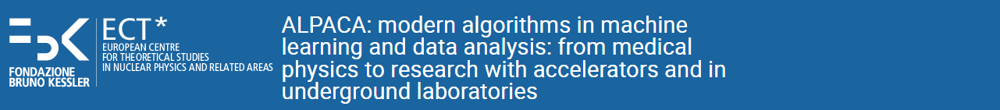 FONDAZIONE
BRUNO KESSLER
ECT*
EUROPEAN CENTRE
FOR THEORETICAL STUDIES
IN NUCLEAR PHYSICS AND RELATED AREAS
ALPACA: modern algorithms in machine
learning and data analysis: from medical
physics to research with accelerators and in
underground laboratories